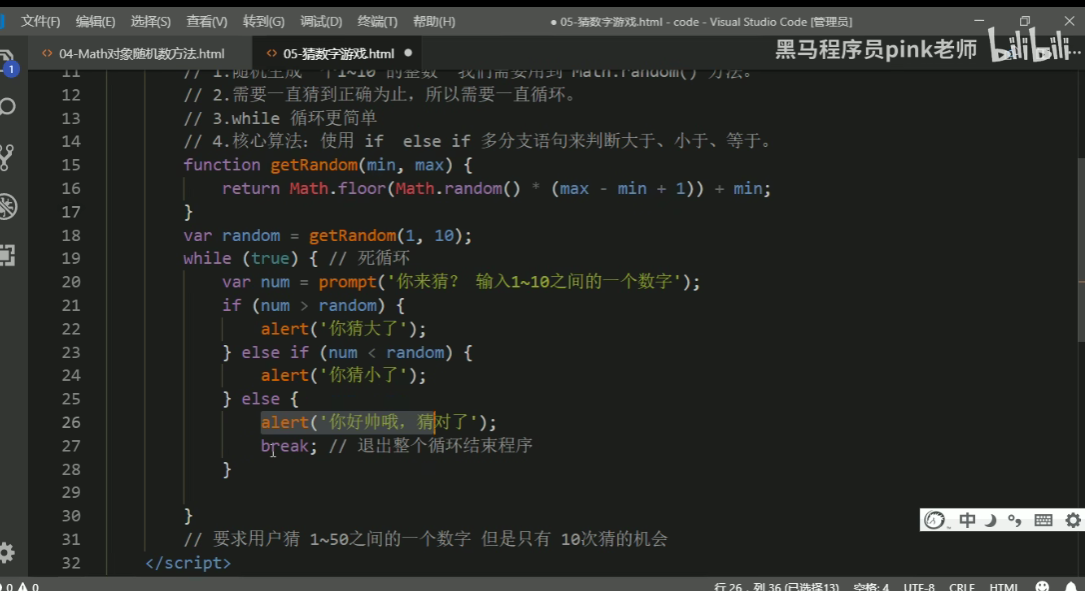 文件(F) 编辑(E) 选择(S) 查看(V) 转到(G) 调试(D) 终端(T) 帮助(H) ● 05-猜数字游戏.html - code - Visual Studio Code [管理员]
<> 04-Math对象随机数方法.html <> 05-猜数字游戏.html ● 黑马程序员pink老师 bilibili
1
11 // 1.随机生成一个1~10 的整数 我们需要用到 Math.random() 方法。
12 // 2.需要一直猜到正确为止，所以需要一直循环。
13 // 3.while 循环更简单
14 // 4.核心算法：使用 if else if 多分支语句来判断大于、小于、等于。
15 function getRandom(min, max) {
16 return Math.floor(Math.random() * (max - min + 1)) + min;
17 }
18 var random = getRandom(1, 10);
19 while (true) { // 死循环
20 var num = prompt('你来猜？ 输入1~10之间的一个数字');
21 if (num > random) {
22 alert('你猜大了');
23 } else if (num < random) {
24 alert('你猜小了');
25 } else {
26 alert('你好帅哦，猜对了');
27 break; // 退出整个循环结束程序
28 }
29
30 }
31 // 要求用户猜 1~50之间的一个数字 但是只有 10次猜的机会
32 </script>
中
0 0 行 26，列 36 (已选择13) 空格: 4 UTF-8 CRLF HTML